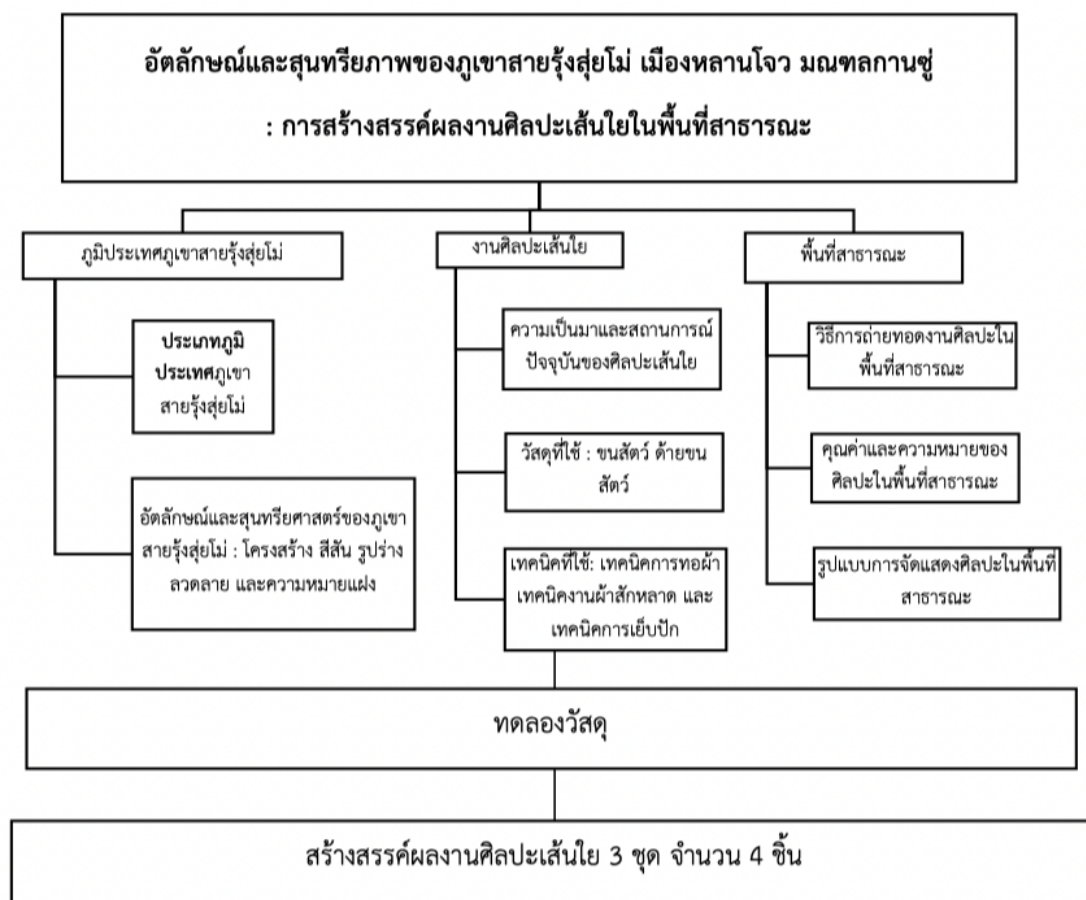 อัตลักษณ์และสุนทรียภาพของภูเขาสายรุ้งสุ่ยโม่ เมืองหลานโจว มณฑลกานซู่
: การสร้างสรรค์ผลงานศิลปะเส้นใยในพื้นที่สาธารณะ
ภูมิประเทศภูเขาสายรุ้งสุ่ยโม่
ประเภทภูมิ
ประเทศภูเขา
สายรุ้งสุ่ยโม่
อัตลักษณ์และสุนทรียศาสตร์ของภูเขา
สายรุ้งสุ่ยโม่ : โครงสร้าง สีสัน รูปร่าง
ลวดลาย และความหมายแฝง
งานศิลปะเส้นใย
ความเป็นมาและสถานการณ์
ปัจจุบันของศิลปะเส้นใย
วัสดุที่ใช้ : ขนสัตว์ ด้ายขน
สัตว์
เทคนิคที่ใช้: เทคนิคการทอผ้า
เทคนิคงานผ้าสักหลาด และ
เทคนิคการเย็บปัก
พื้นที่สาธารณะ
วิธีการถ่ายทอดงานศิลปะใน
พื้นที่สาธารณะ
คุณค่าและความหมายของ
ศิลปะในพื้นที่สาธารณะ
รูปแบบการจัดแสดงศิลปะในพื้นที่
สาธารณะ
ทดลองวัสดุ
สร้างสรรค์ผลงานศิลปะเส้นใย 3 ชุด จำนวน 4 ชิ้น